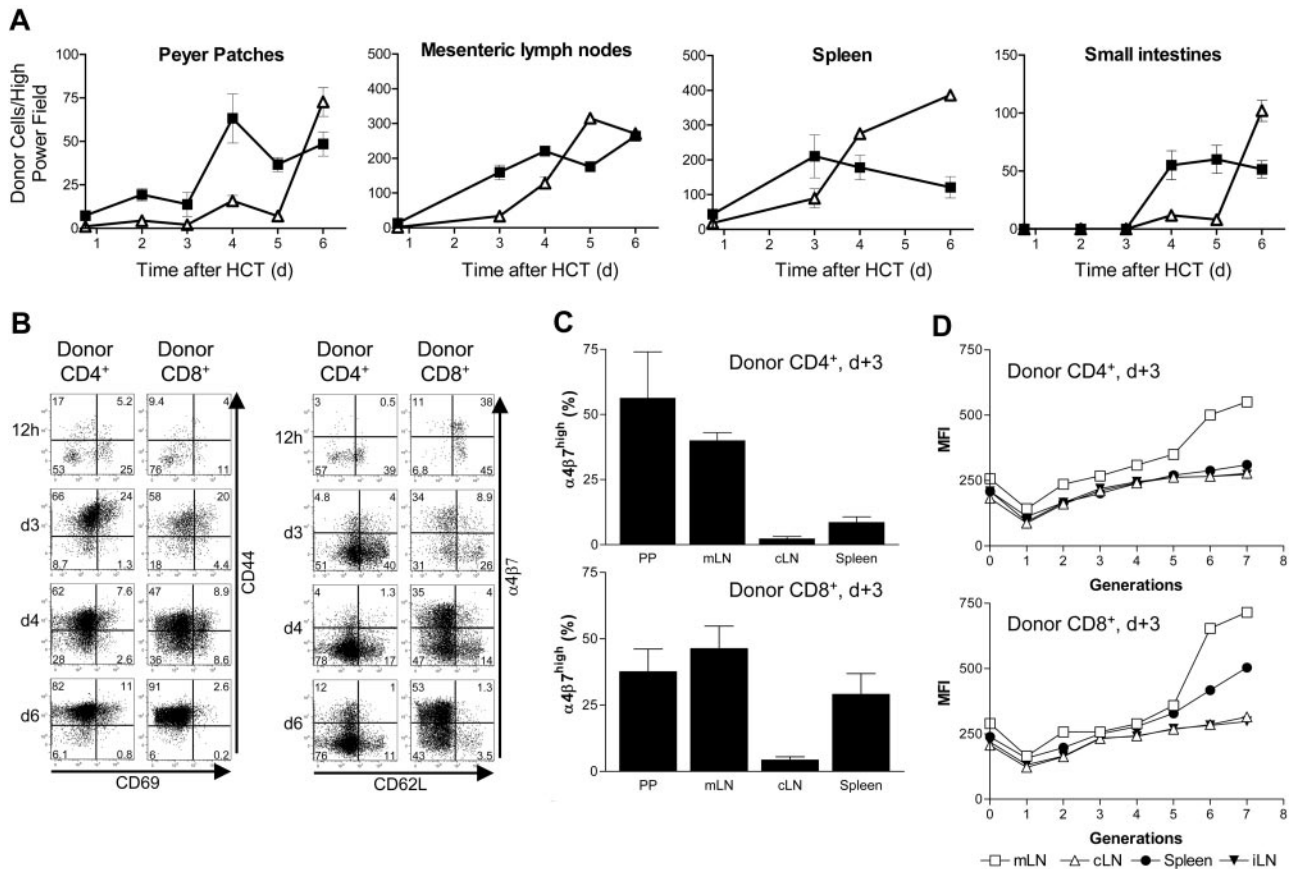 A
Peyer Patches
Mesenteric lymph nodes
Spleen
Small intestines
Donor Cells/High
Power Field
100
75
50
25
0
1 2 3 4 5 6
Time after HCT (d)
500
400
300
200
100
0
1 2 3 4 5 6
Time after HCT (d)
500
400
300
200
100
0
1 2 3 4 5 6
Time after HCT (d)
150
100
50
0
1 2 3 4 5 6
Time after HCT (d)
B
Donor CD4+
Donor CD8+
Donor CD4+
Donor CD8+
12h
17 5.2
53 25
9.4 4
76 11
3 0.5
57 39
11 38
6.8 45
d3
66 24
8.7 1.3
58 20
18 4.4
d3
4.8 4
51 40
34 8.9
31 26
d4
62 7.6
28 2.6
47 8.9
36 8.6
d4
4 1.3
78 17
35 4
47 14
d6
82 11
6.1 0.8
91 2.6
6 0.2
d6
12 1
76 11
53 1.3
43 3.5
12h
CD44
CD69
α4β7
CD62L
C
Donor CD4+, d+3
α4β7high (%)
75
50
25
0
PP mLN cLN Spleen
Donor CD8+, d+3
α4β7high (%)
75
50
25
0
PP mLN cLN Spleen
D
Donor CD4+, d+3
MFI
750
500
250
0
0 1 2 3 4 5 6 7 8
Generations
Donor CD8+, d+3
MFI
750
500
250
0
0 1 2 3 4 5 6 7 8
Generations
mLN cLN Spleen iLN